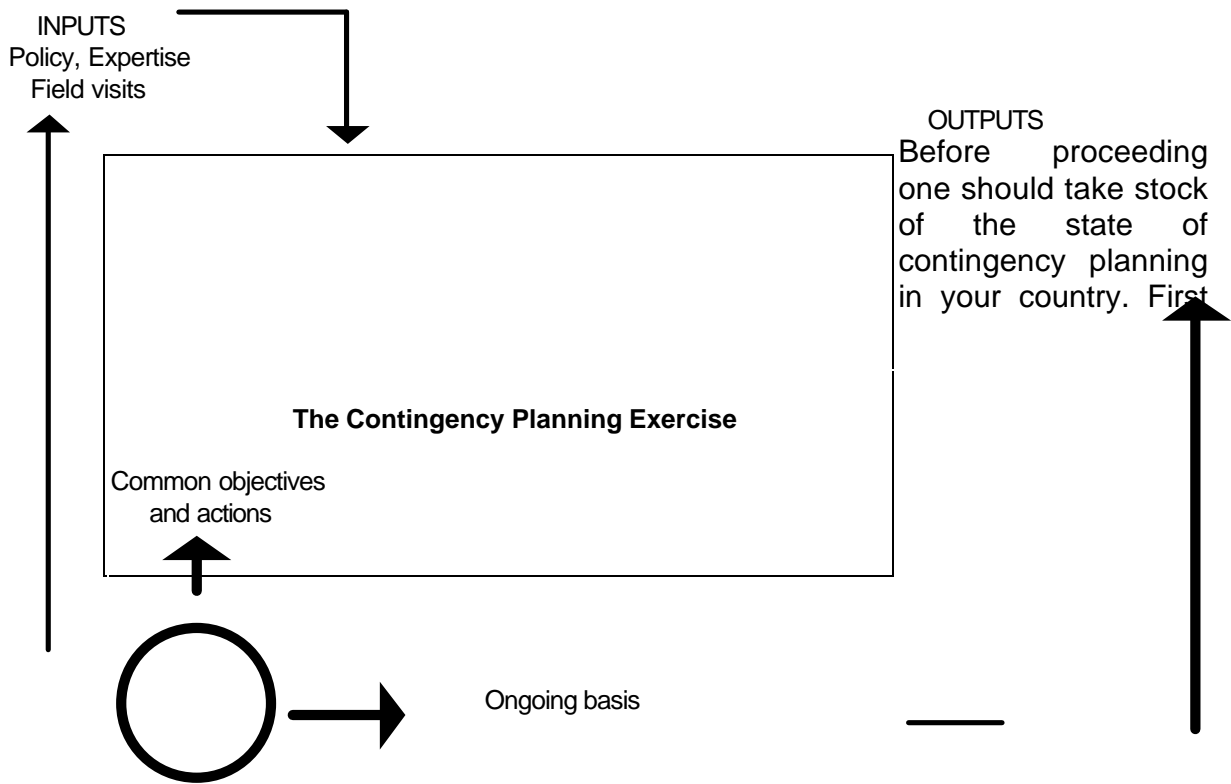 INPUTS
Policy, Expertise
Field visits
OUTPUTS
Before proceeding
one should take stock
of the state of
contingency planning
in your country. First
The Contingency Planning Exercise
Common objectives
and actions
Ongoing basis